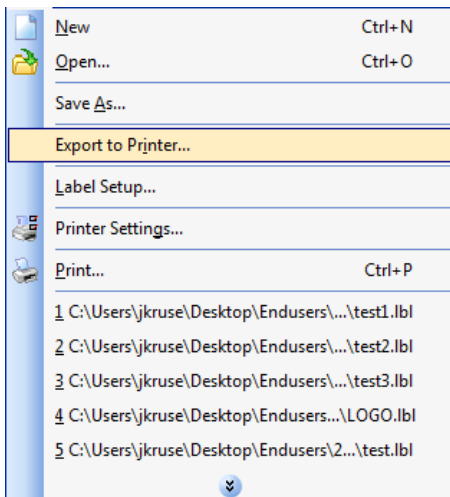 New Ctrl+N
Open... Ctrl+O
Save As...
Export to Printer...
Label Setup...
Printer Settings...
Print... Ctrl+P
1 C:\Users\jkruse\Desktop\Endusers\...\test1.lbl
2 C:\Users\jkruse\Desktop\Endusers\...\test2.lbl
3 C:\Users\jkruse\Desktop\Endusers\...\test3.lbl
4 C:\Users\jkruse\Desktop\Endusers...\LOGO.lbl
5 C:\Users\jkruse\Desktop\Endusers\2...\test.lbl